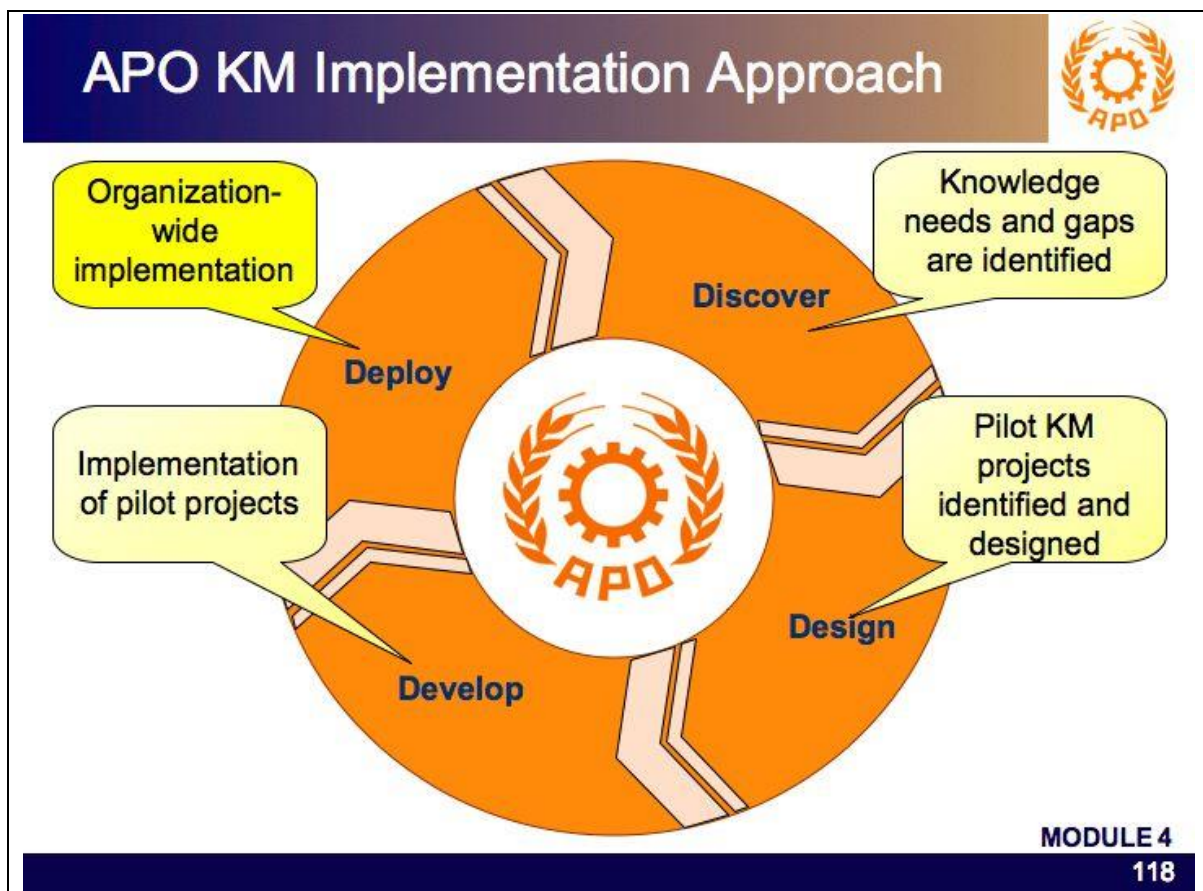 APO KM Implementation Approach
APO
Organization-
wide
implementation
Knowledge
needs and gaps
are identified
Discover
Deploy
Implementation
of pilot projects
Pilot KM
projects
identified and
designed
APO
Design
Develop
MODULE 4
118